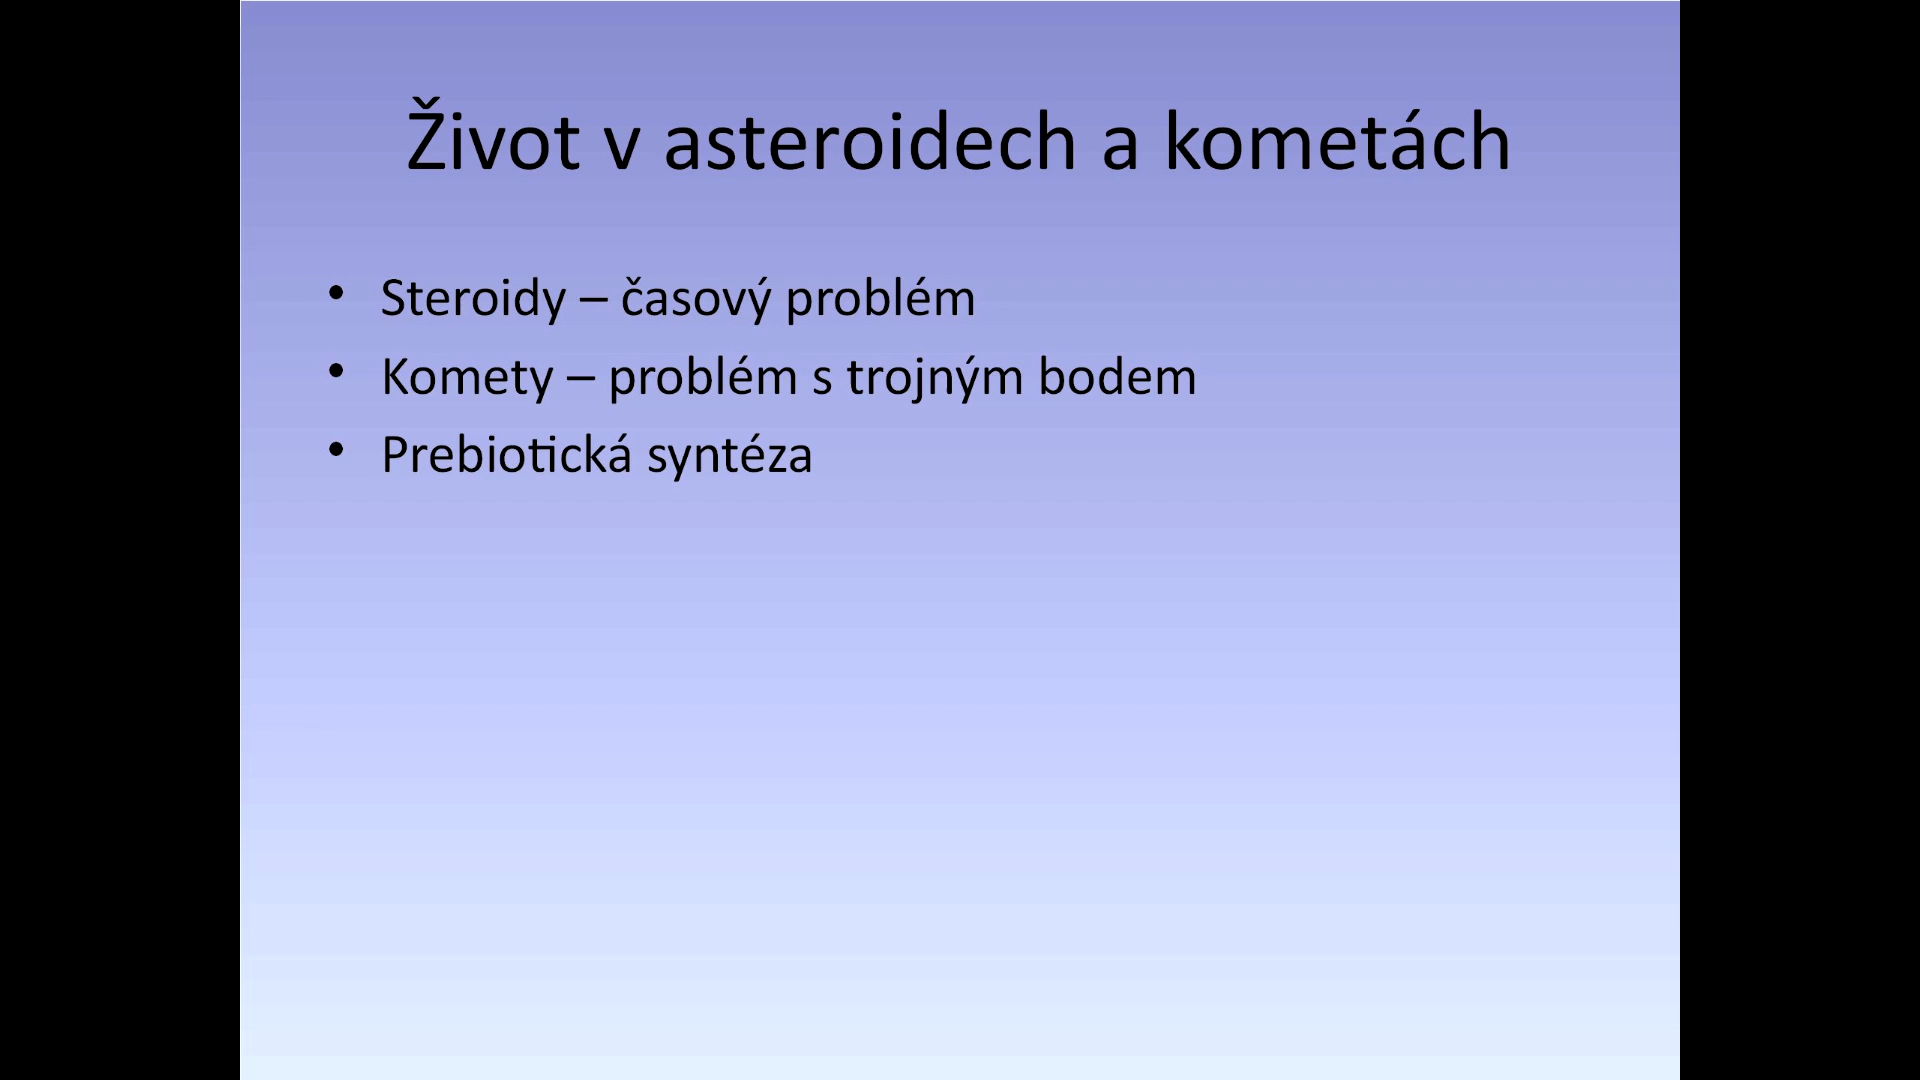 Život v asteroidech a kometách
• Steroidy – časový problém
• Komety – problém s trojným bodem
• Prebiotická syntéza